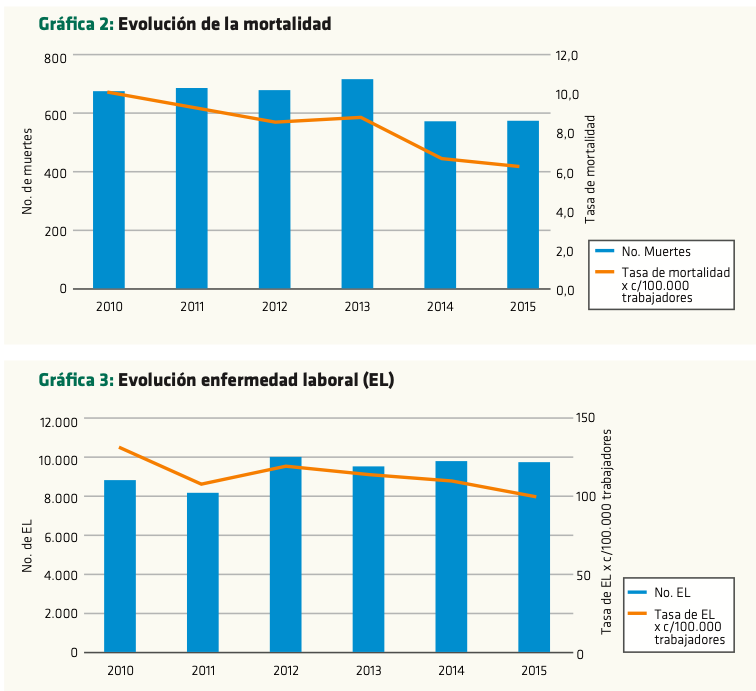 Gráfica 2: Evolución de la mortalidad
800
600
400
200
0
No. de muertes
12,0
10,0
8,0
6,0
4,0
2,0
0,0
Tasa de mortalidad
2010 2011 2012 2013 2014 2015
No. Muertes
Tasa de mortalidad
x c/100.000
trabajadores
Gráfica 3: Evolución enfermedad laboral (EL)
12.000
10.000
8.000
6.000
4.000
2.000
0
No. de EL
150
100
50
0
Tasa de EL x c/100.000 trabajadores
2010 2011 2012 2013 2014 2015
No. EL
Tasa de EL
x c/100.000
trabajadores